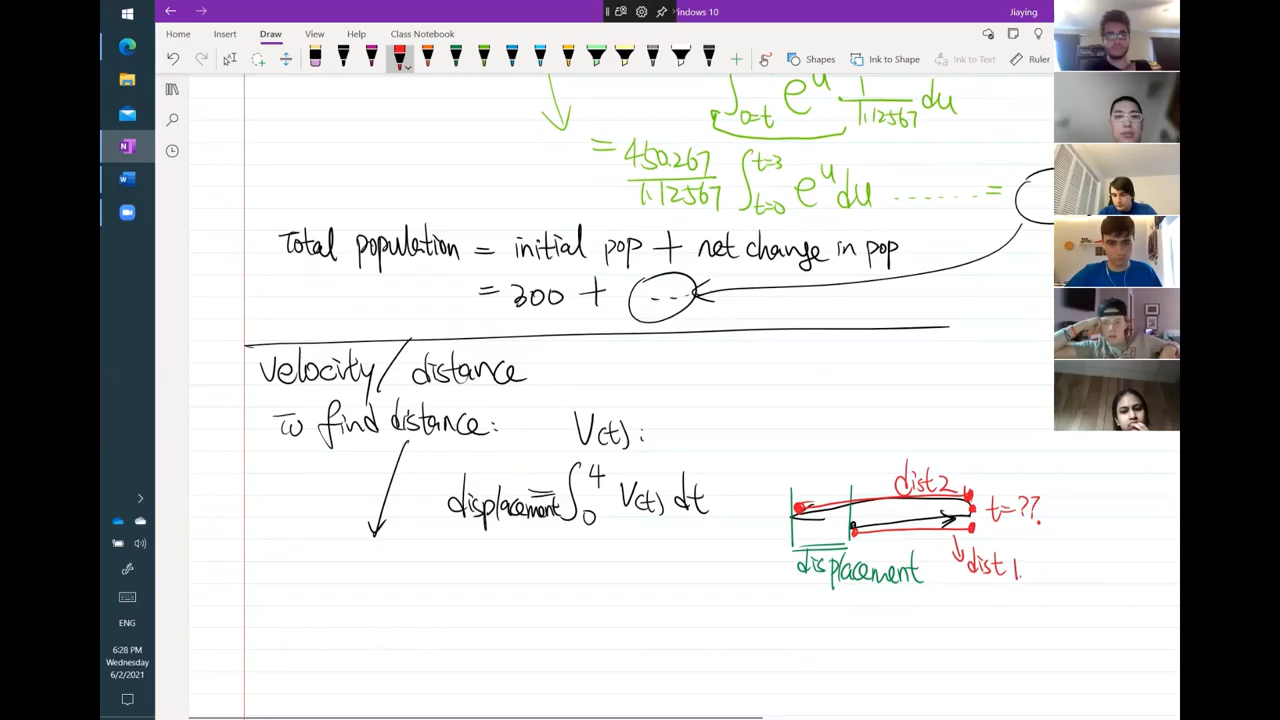 indows 10
Jiaying
Home Insert Draw View Help Class Notebook
Shapes Ink to Shape Ink to Text Ruler
∫ 0=t e^u 1/1.12567 du
= 450.267/1.12567 ∫ t=0 t=3 e^u du ........ =
Total population = initial pop + net change in pop
= 300 + ...
velocity / distance
To find distance: V(t):
displacement = ∫ 0 4 V(t) dt
dist 2
t=??
displacement
dist 1
ENG
6:28 PM
Wednesday
6/2/2021